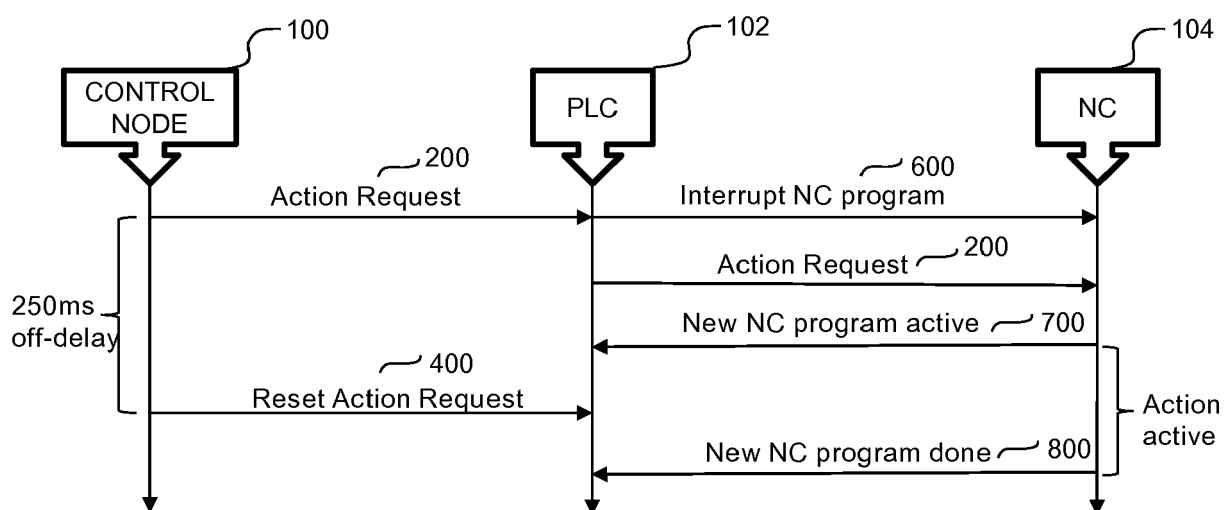 100
102
104
CONTROL
NODE
PLC
NC
200
Action Request
600
Interrupt NC program
Action Request
200
250ms
off-delay
New NC program active
700
400
Reset Action Request
Action
active
New NC program done
800